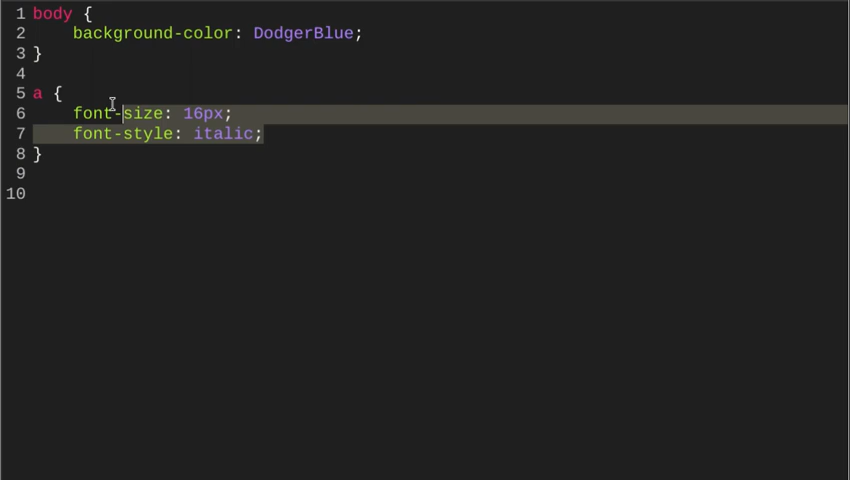 1 body {
2     background-color: DodgerBlue;
3 }
4
5 a {
6     font-size: 16px;
7     font-style: italic;
8 }
9
10